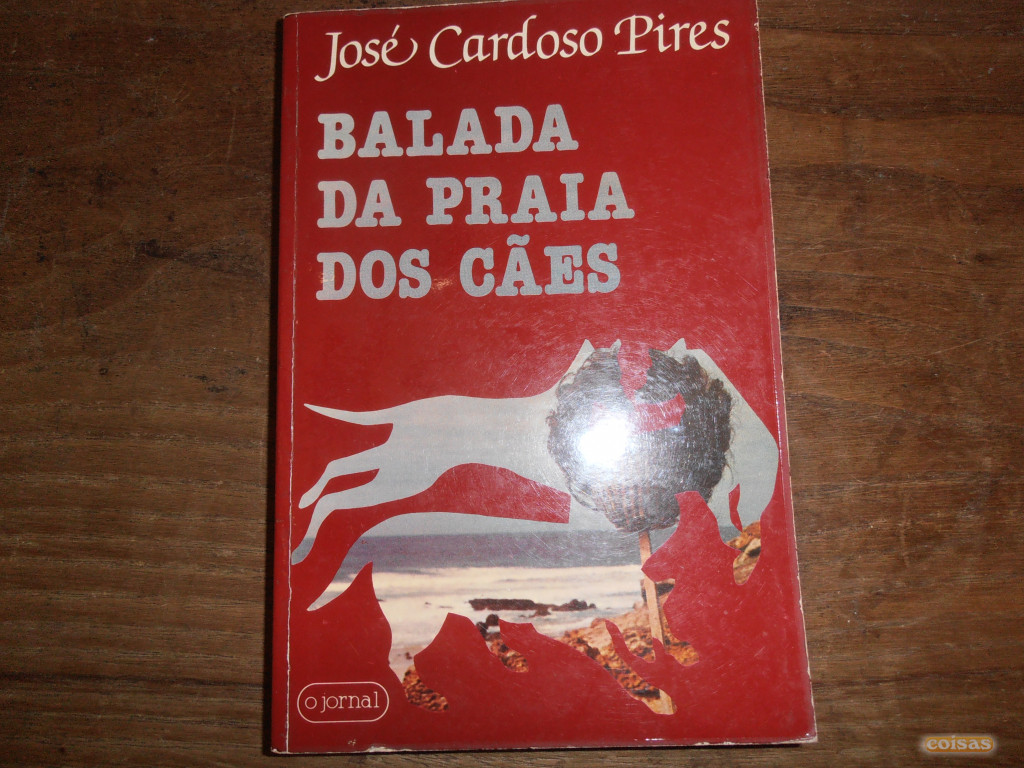 José Cardoso Pires
BALADA
DA PRAIA
DOS CÃES
o jornal
coisas